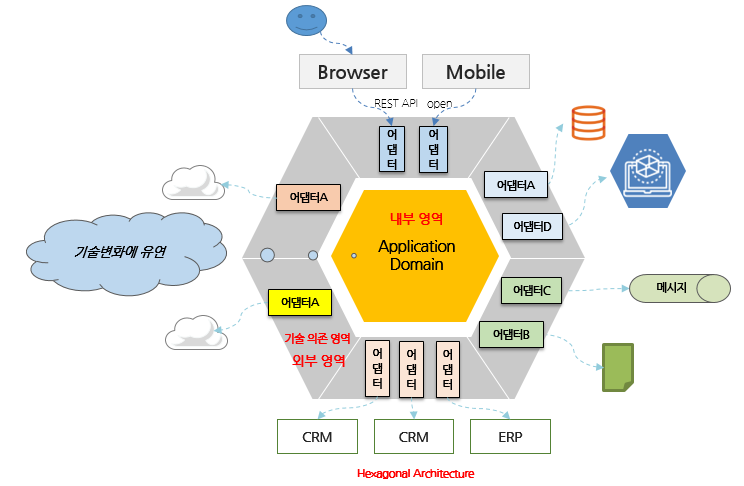 Browser
Mobile
REST API open
어댑터
어댑터
어댑터A
어댑터A
내부 영역
Application
Domain
어댑터D
기술변화에 유연
어댑터A
어댑터C
메시지
어댑터B
기술 의존 영역
외부 영역
어댑터
어댑터
어댑터
CRM
CRM
ERP
Hexagonal Architecture